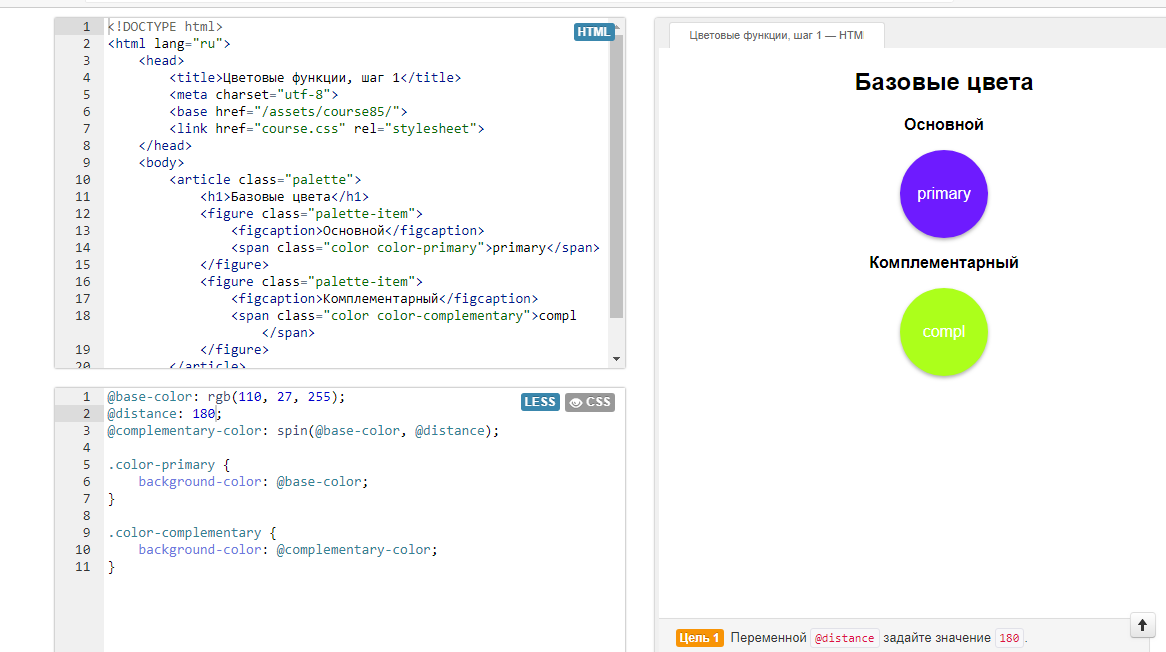 1 <!DOCTYPE html>
HTML
2 <html lang="ru">
3 <head>
4 <title>Цветовые функции, шаг 1</title>
5 <meta charset="utf-8">
6 <base href="/assets/course85/">
7 <link href="course.css" rel="stylesheet">
8 </head>
9 <body>
10 <article class="palette">
11 <h1>Базовые цвета</h1>
12 <figure class="palette-item">
13 <figcaption>Основной</figcaption>
14 <span class="color color-primary">primary</span>
15 </figure>
16 <figure class="palette-item">
17 <figcaption>Комплементарный</figcaption>
18 <span class="color color-complementary">compl
</span>
19 </figure>
20 </article>
1 @base-color: rgb(110, 27, 255);
LESS CSS
2 @distance: 180;
3 @complementary-color: spin(@base-color, @distance);
4
5 .color-primary {
6 background-color: @base-color;
7 }
8
9 .color-complementary {
10 background-color: @complementary-color;
11 }
Цветовые функции, шаг 1 — HTM
Базовые цвета
Основной
primary
Комплементарный
compl
Цель 1 Переменной @distance задайте значение 180.